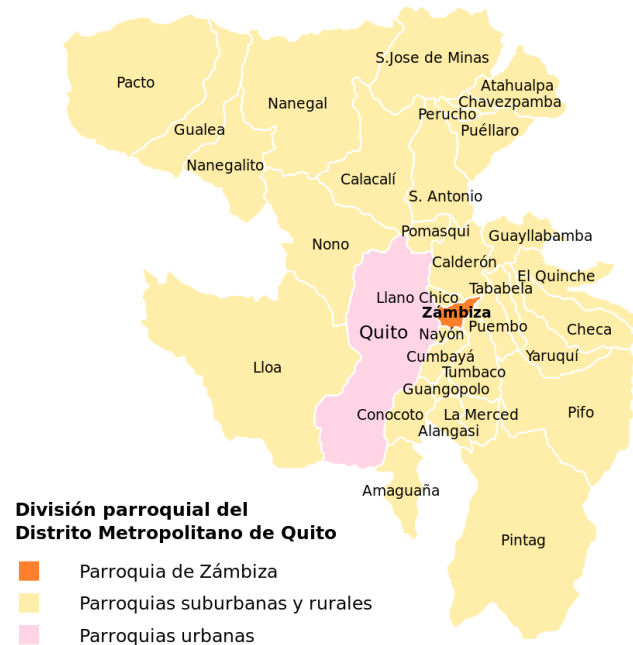 S.Jose de Minas
Pacto
Atahualpa
Nanegal
Chavezpamba
Perucho
Gualea
Puéllaro
Nanegalito
Calacalí
S. Antonio
Pomasqui
Guayllabamba
Nono
Calderón
El Quinche
Tababela
Llano Chico
Zámbiza
Quito
Nayón
Puembo
Checa
Cumbayá
Yaruquí
Lloa
Tumbaco
Guangopolo
Conocoto
La Merced
Pifo
Alangasi
Amaguaña
Pintag
División parroquial del
Distrito Metropolitano de Quito
Parroquia de Zámbiza
Parroquias suburbanas y rurales
Parroquias urbanas